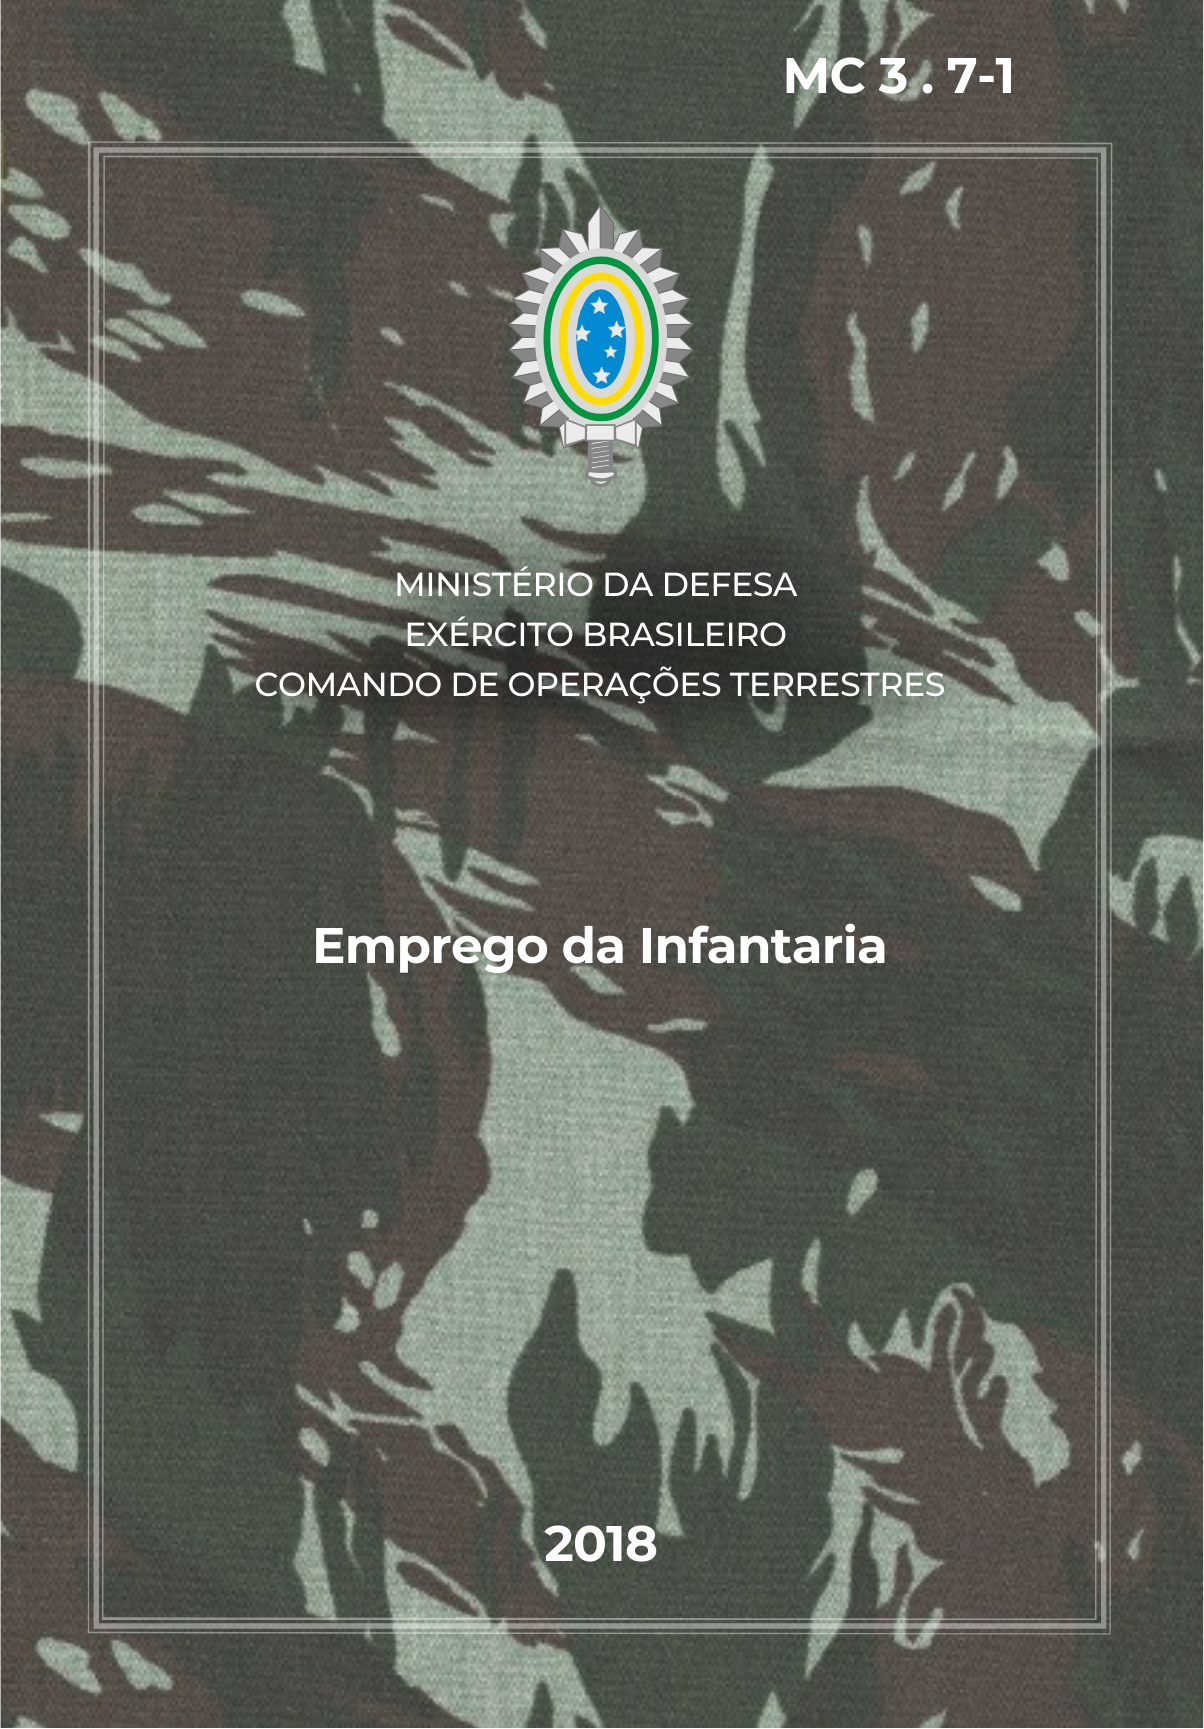 MC 3 . 7-1
MINISTÉRIO DA DEFESA
EXÉRCITO BRASILEIRO
COMANDO DE OPERAÇÕES TERRESTRES
Emprego da Infantaria
2018